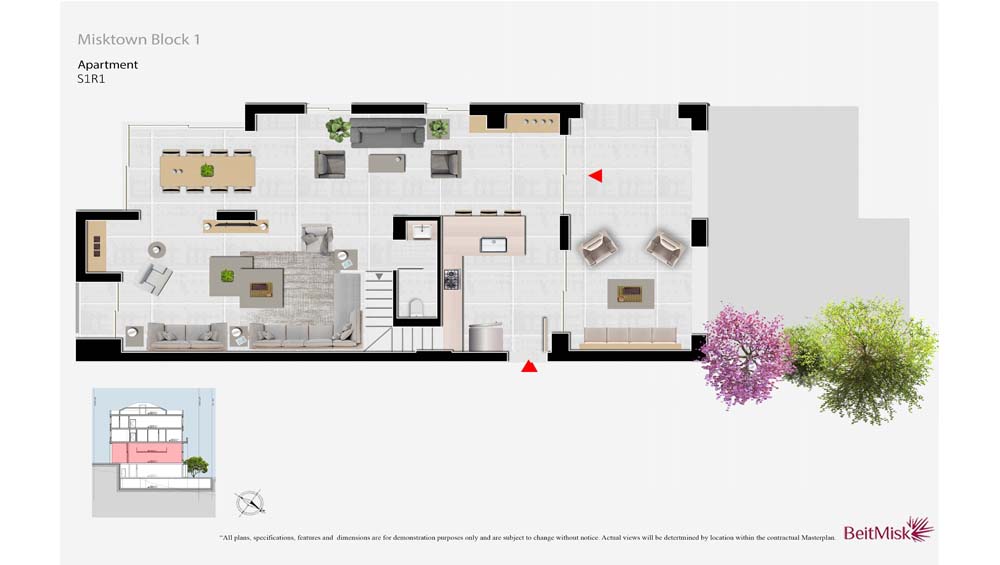 Misktown Block 1
Apartment
S1R1
"All plans, specifications, features and dimensions are for demonstration purposes only and are subject to change without notice. Actual views will be determined by location within the contractual Masterplan.
BeitMisk